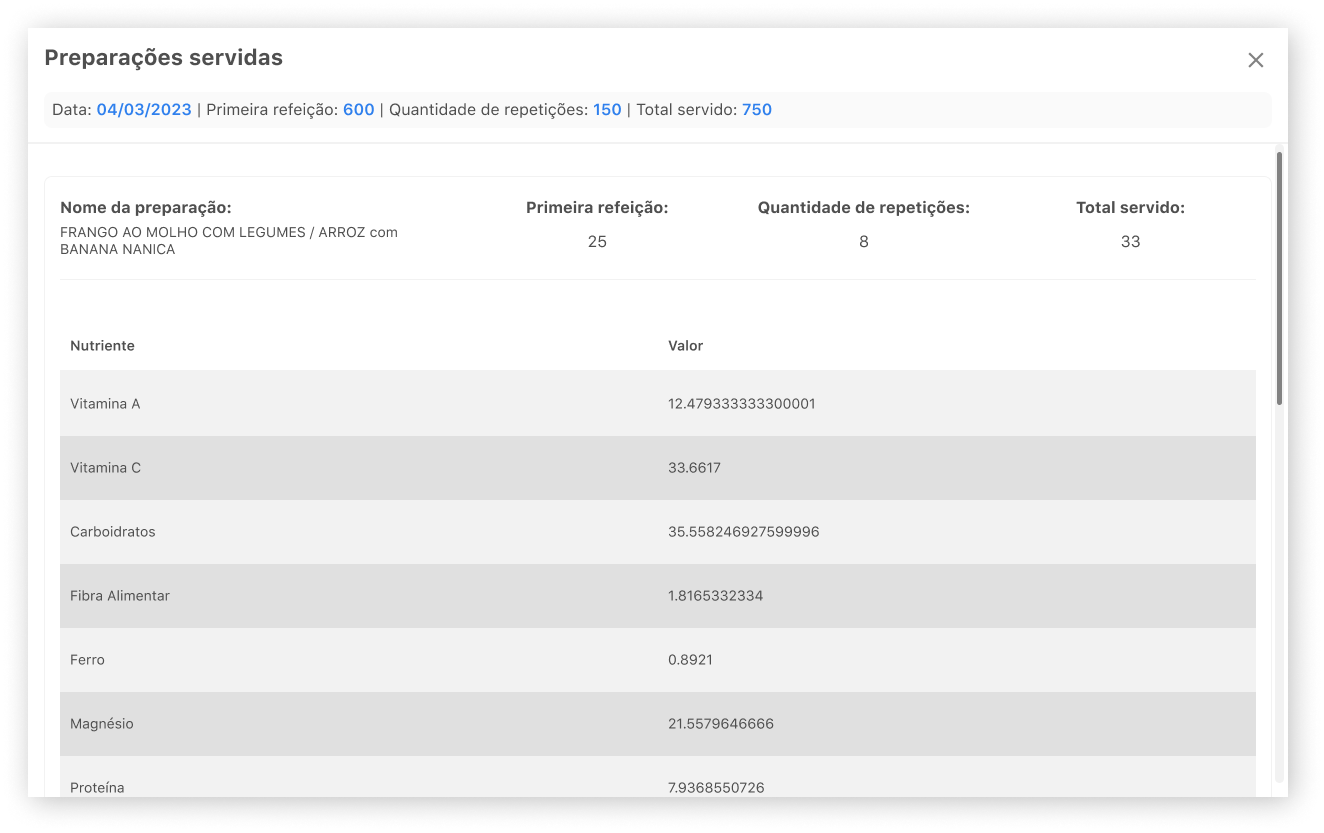 Preparações servidas
Data: 04/03/2023 | Primeira refeição: 600 | Quantidade de repetições: 150 | Total servido: 750
Nome da preparação:
FRANGO AO MOLHO COM LEGUMES / ARROZ com
BANANA NANICA
Primeira refeição:
25
Quantidade de repetições:
8
Total servido:
33
Nutriente Valor
Vitamina A 12.479333333300001
Vitamina C 33.6617
Carboidratos 35.558246927599996
Fibra Alimentar 1.8165332334
Ferro 0.8921
Magnésio 21.5579646666
Proteína 7.9368550726